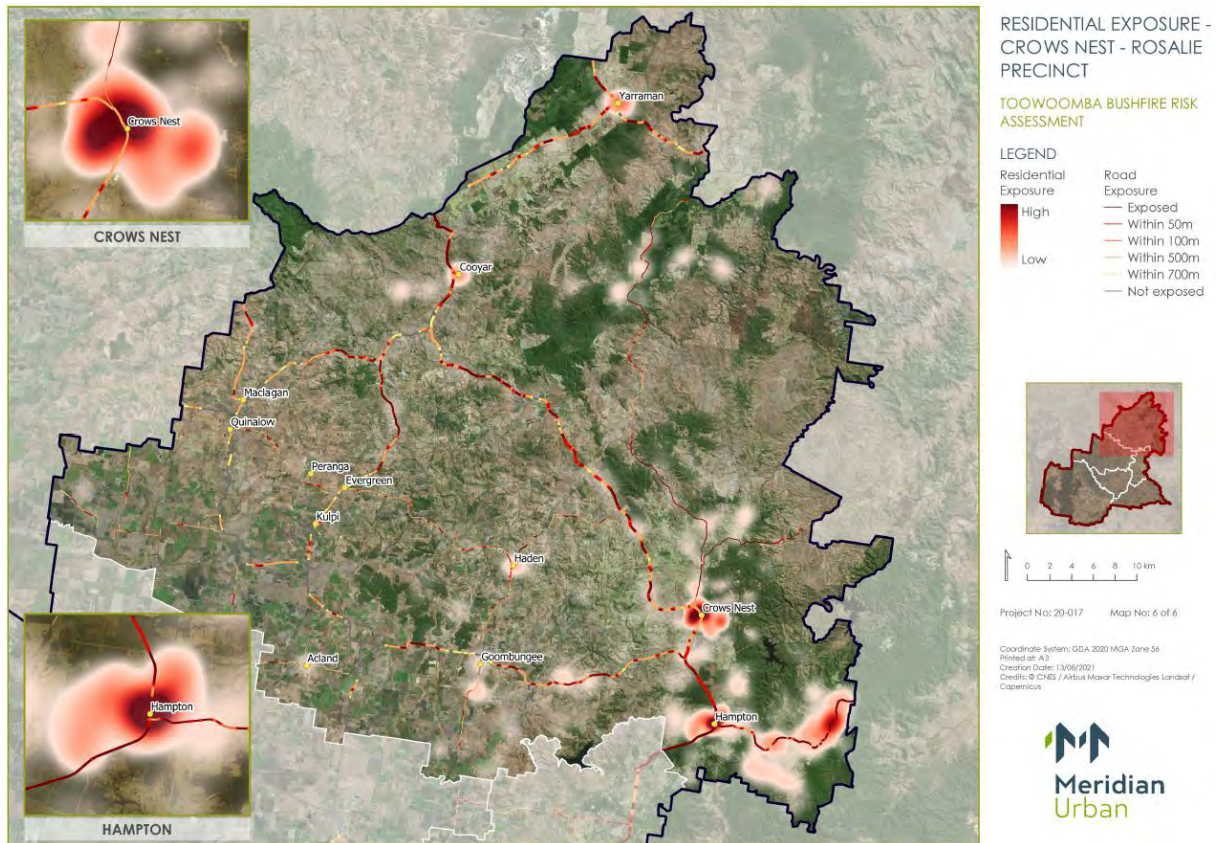 RESIDENTIAL EXPOSURE -
CROWS NEST - ROSALIE
PRECINCT
TOOWOOMBA BUSHFIRE RISK
ASSESSMENT
LEGEND
Residential
Exposure
High
Low
Road
Exposure
Exposed
Within 50m
Within 100m
Within 500m
Within 700m
Not exposed
0 2 4 6 8 10 km
Project No: 20-017 Map No: 6 of 6
Coordinate System: GDA 2020 MGA Zone 56
Printed at: A3
Creation Date: 13/08/2021
Credits: © CNES / Airbus Maxar Technologies Landsat /
Copernicus
Meridian
Urban
Crows Nest
CROWS NEST
Yarraman
Cooyar
Maclagan
Quinalow
Peranga
Evergreen
Kulpi
Haden
Crows Nest
Goombungee
Acland
Hampton
Hampton
HAMPTON